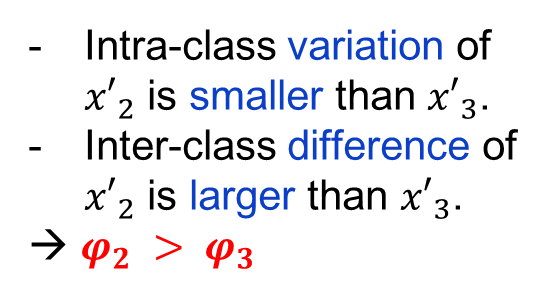 - Intra-class variation of
x′₂ is smaller than x′₃.
- Inter-class difference of
x′₂ is larger than x′₃.
→ φ₂ > φ₃